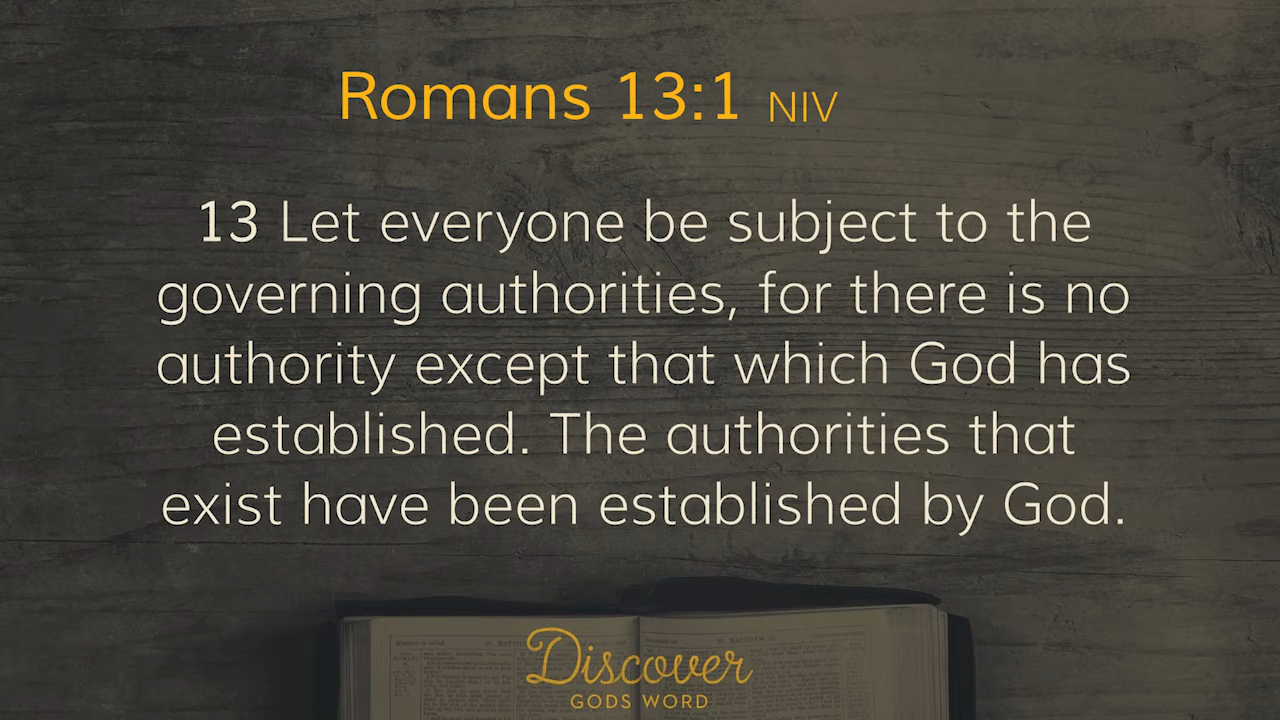 Romans 13:1 NIV
13 Let everyone be subject to the
governing authorities, for there is no
authority except that which God has
established. The authorities that
exist have been established by God.
Discover
GODS WORD